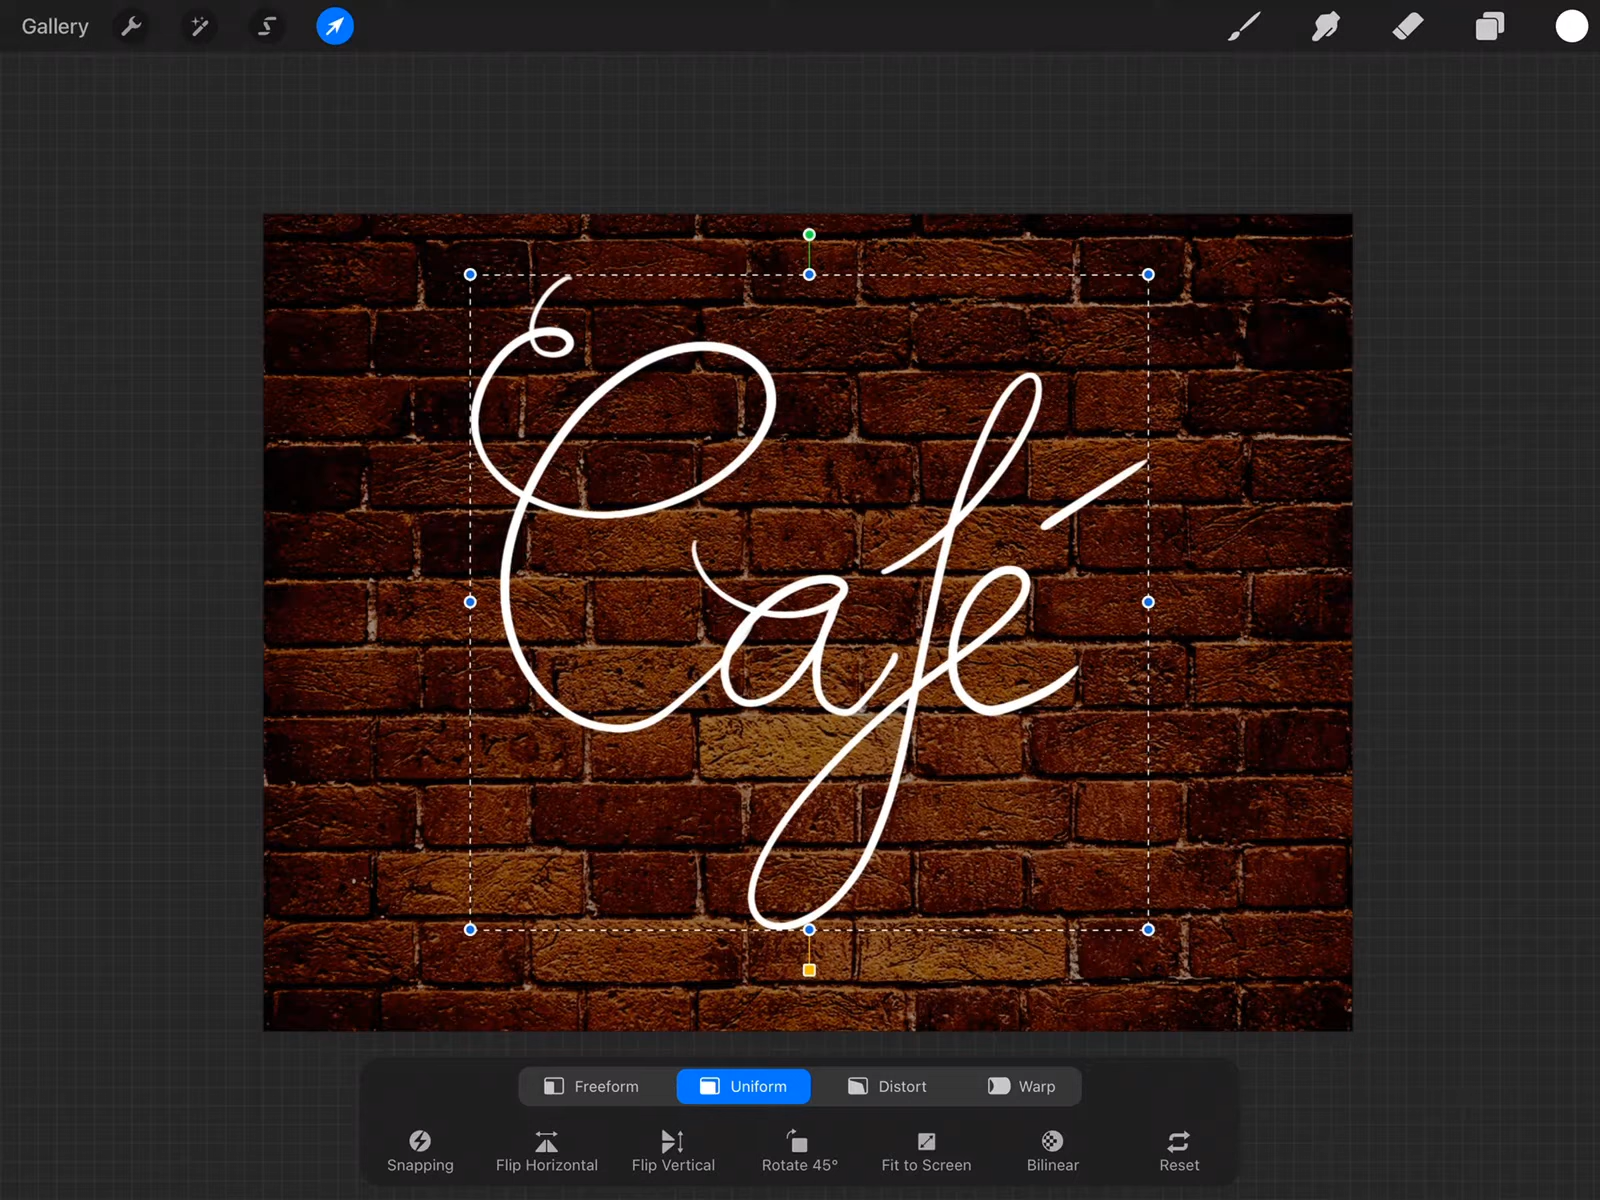 Gallery
Café
Freeform
Uniform
Distort
Warp
Snapping
Flip Horizontal
Flip Vertical
Rotate 45°
Fit to Screen
Bilinear
Reset